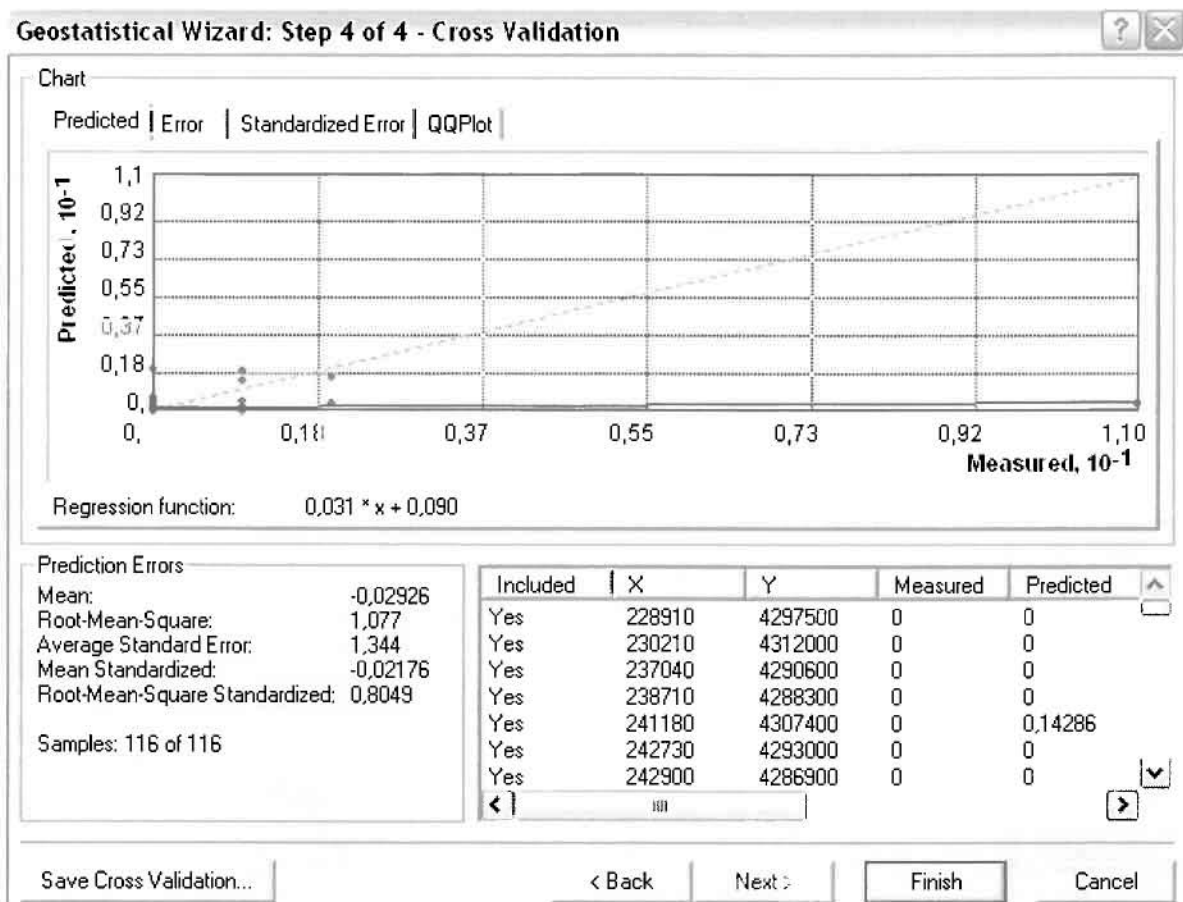 Geostatistical Wizard: Step 4 of 4 - Cross Validation
Chart
Predicted Error Standardized Error QQPlot
Predicted, 10-1
1,1
0,92
0,73
0,55
0,37
0,18
0,
0, 0,18 0,37 0,55 0,73 0,92 1,10
Measured, 10-1
Regression function: 0,031 * x + 0,090
Prediction Errors
Mean: -0,02926
Root-Mean-Square: 1,077
Average Standard Error: 1,344
Mean Standardized: -0,02176
Root-Mean-Square Standardized: 0,8049
Samples: 116 of 116
Included X Y Measured Predicted
Yes 228910 4297500 0 0
Yes 230210 4312000 0 0
Yes 237040 4290600 0 0
Yes 238710 4288300 0 0
Yes 241180 4307400 0 0,14286
Yes 242730 4293000 0 0
Yes 242900 4286900 0 0
Save Cross Validation... < Back Next > Finish Cancel